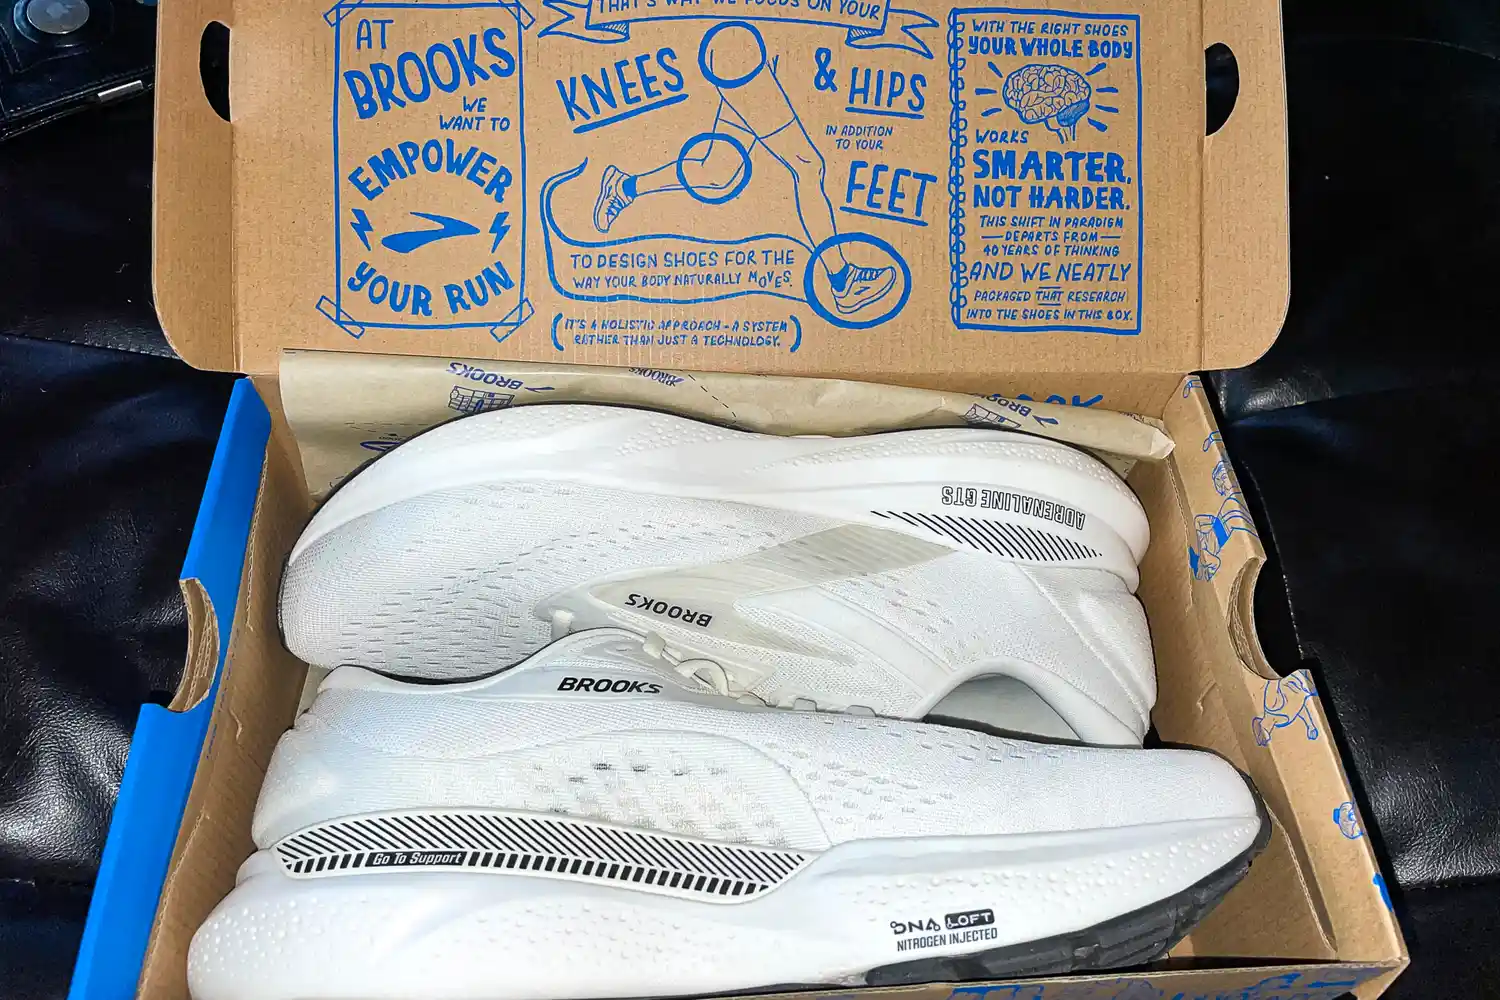 THAT'S WHY WE FOCUS ON YOUR
AT
BROOKS
WE
WANT TO
EMPOWER
YOUR RUN
KNEES
& HIPS
IN ADDITION
TO YOUR
FEET
TO DESIGN SHOES FOR THE
WAY YOUR BODY NATURALLY MOVES.
(IT'S A HOLISTIC APPROACH - A SYSTEM
RATHER THAN JUST A TECHNOLOGY.)
WITH THE RIGHT SHOES
YOUR WHOLE BODY
WORKS
SMARTER,
NOT HARDER.
THIS SHIFT IN PARADIGM
DEPARTS FROM
40 YEARS OF THINKING
AND WE NEATLY
PACKAGED THAT RESEARCH
INTO THE SHOES IN THIS BOX.
BROOKS
BROOKS
ADRENALINE GTS
BROOKS
BROOKS
Go To Support
DNA LOFT
NITROGEN INJECTED